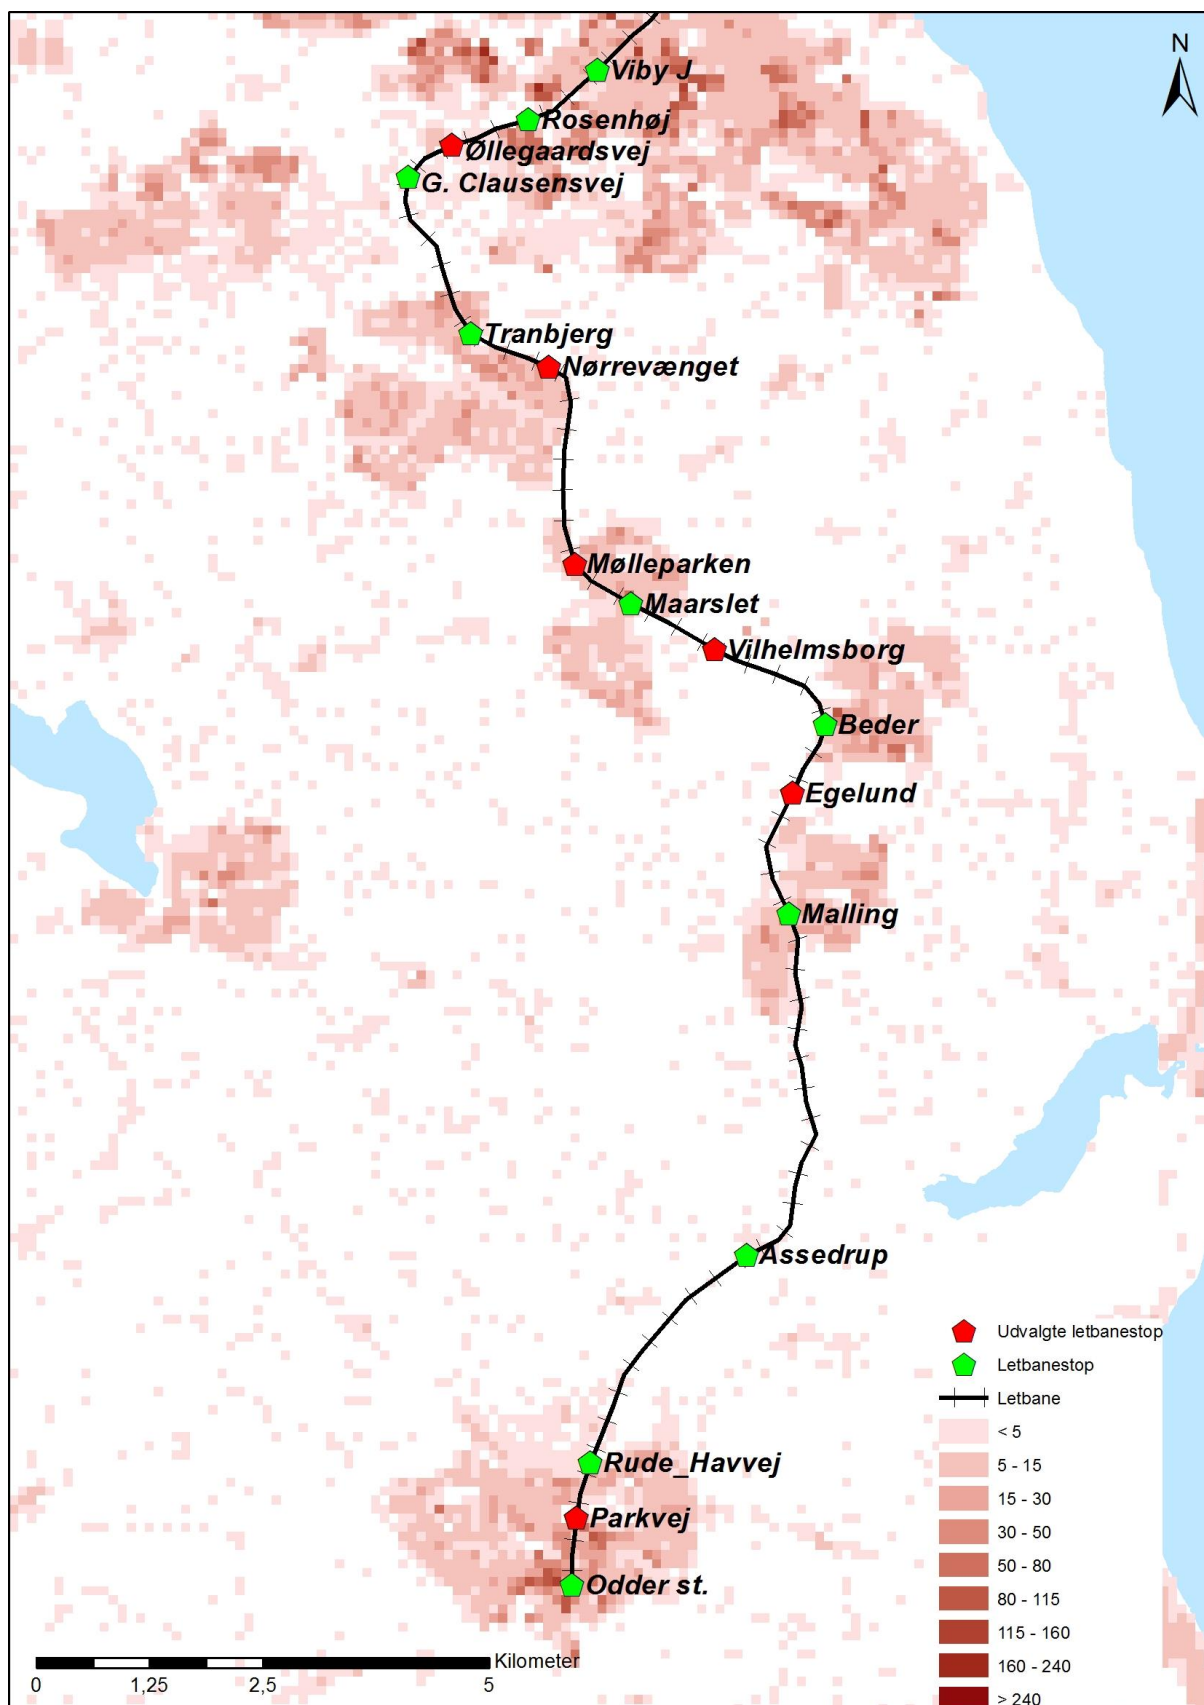 N
Viby J
Rosenhøj
Øllegaardsvej
G. Clausensvej
Tranbjerg
Nørrevænget
Mølleparken
Maarslet
Vilhelmsborg
Beder
Egelund
Malling
Assedrup
Rude_Havvej
Parkvej
Odder st.
Udvalgte letbanestop
Letbanestop
Letbane
< 5
5 - 15
15 - 30
30 - 50
50 - 80
80 - 115
115 - 160
160 - 240
> 240
Kilometer
0 1,25 2,5 5